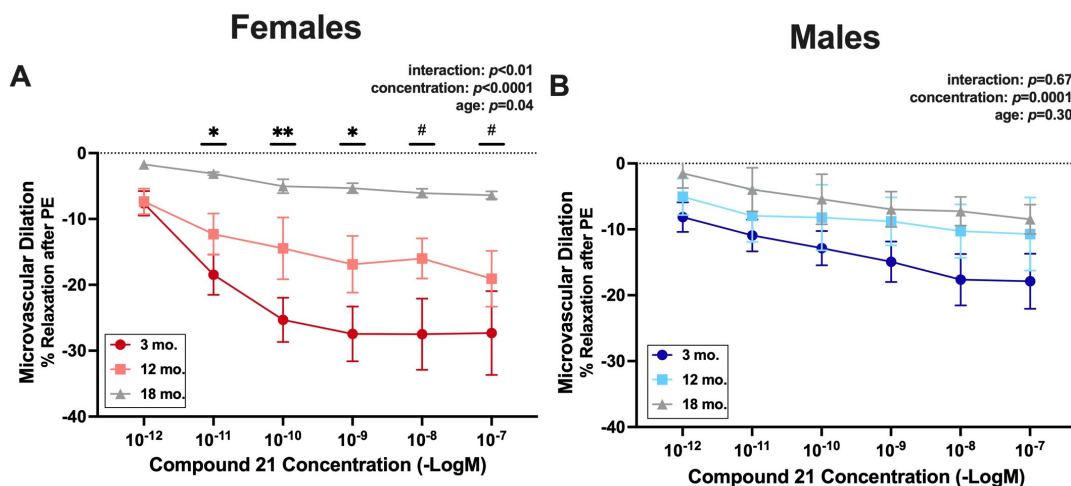 Females
A
interaction: p<0.01
concentration: p<0.0001
age: p=0.04
* ** * # #
Microvascular Dilation
% Relaxation after PE
0
-10
-20
-30
-40
3 mo.
12 mo.
18 mo.
10-12 10-11 10-10 10-9 10-8 10-7
Compound 21 Concentration (-LogM)
Males
B
interaction: p=0.67
concentration: p=0.0001
age: p=0.30
Microvascular Dilation
% Relaxation after PE
0
-10
-20
-30
-40
3 mo.
12 mo.
18 mo.
10-12 10-11 10-10 10-9 10-8 10-7
Compound 21 Concentration (-LogM)